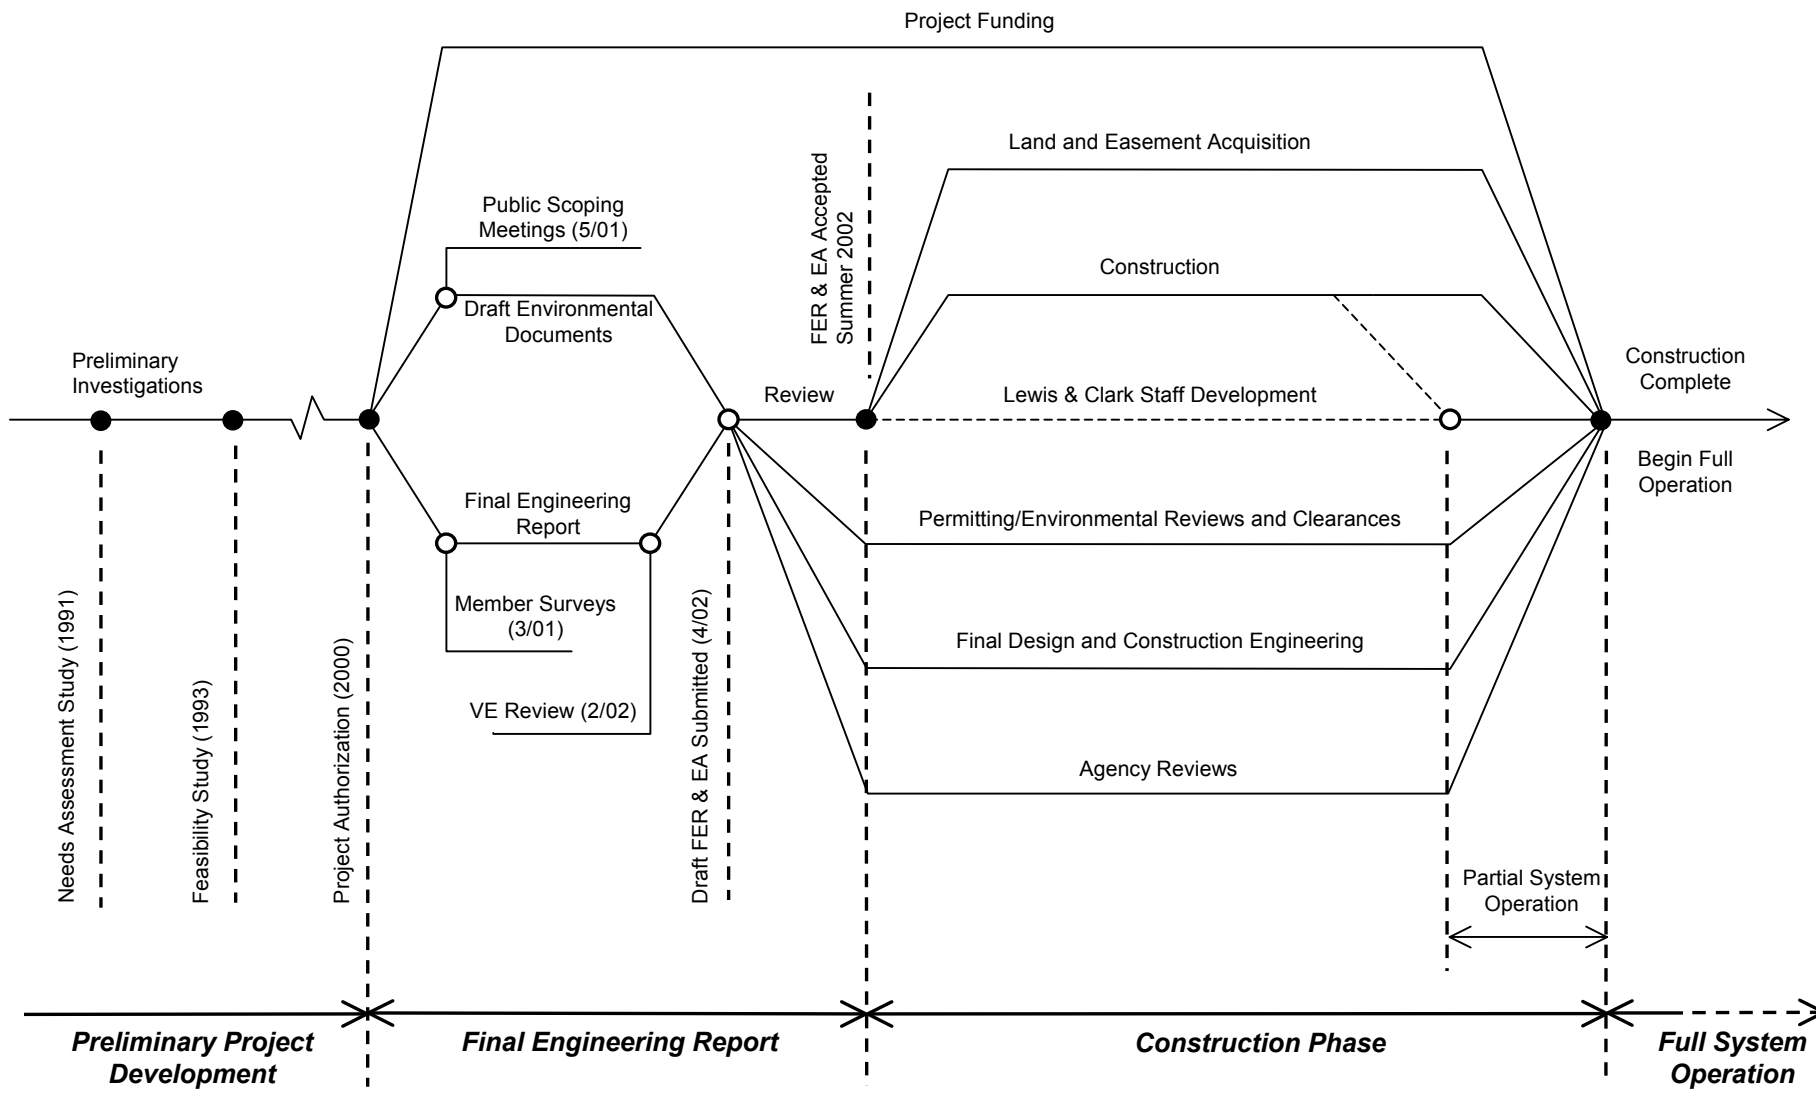 Project Funding
Land and Easement Acquisition
FER & EA Accepted
Summer 2002
Public Scoping
Meetings (5/01)
Construction
Draft Environmental
Documents
Preliminary
Investigations
Review
Lewis & Clark Staff Development
Construction
Complete
Begin Full
Operation
Final Engineering
Report
Permitting/Environmental Reviews and Clearances
Member Surveys
(3/01)
Final Design and Construction Engineering
VE Review (2/02)
Agency Reviews
Needs Assessment Study (1991)
Feasibility Study (1993)
Project Authorization (2000)
Draft FER & EA Submitted (4/02)
Partial System
Operation
Preliminary Project
Development
Final Engineering Report
Construction Phase
Full System
Operation